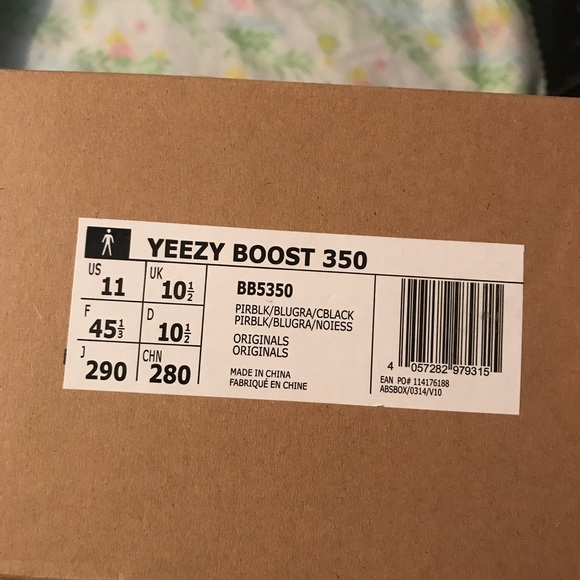 YEEZY BOOST 350
US 11 UK 10½
F 45⅓ D 10½
J 290 CHN 280
BB5350
PIRBLK/BLUGRA/CBLACK
PIRBLK/BLUGRA/NOIESS
ORIGINALS
ORIGINALS
MADE IN CHINA
FABRIQUÉ EN CHINE
4 057282 979315
EAN PO# 114176188
ABSBOX/0314/V10